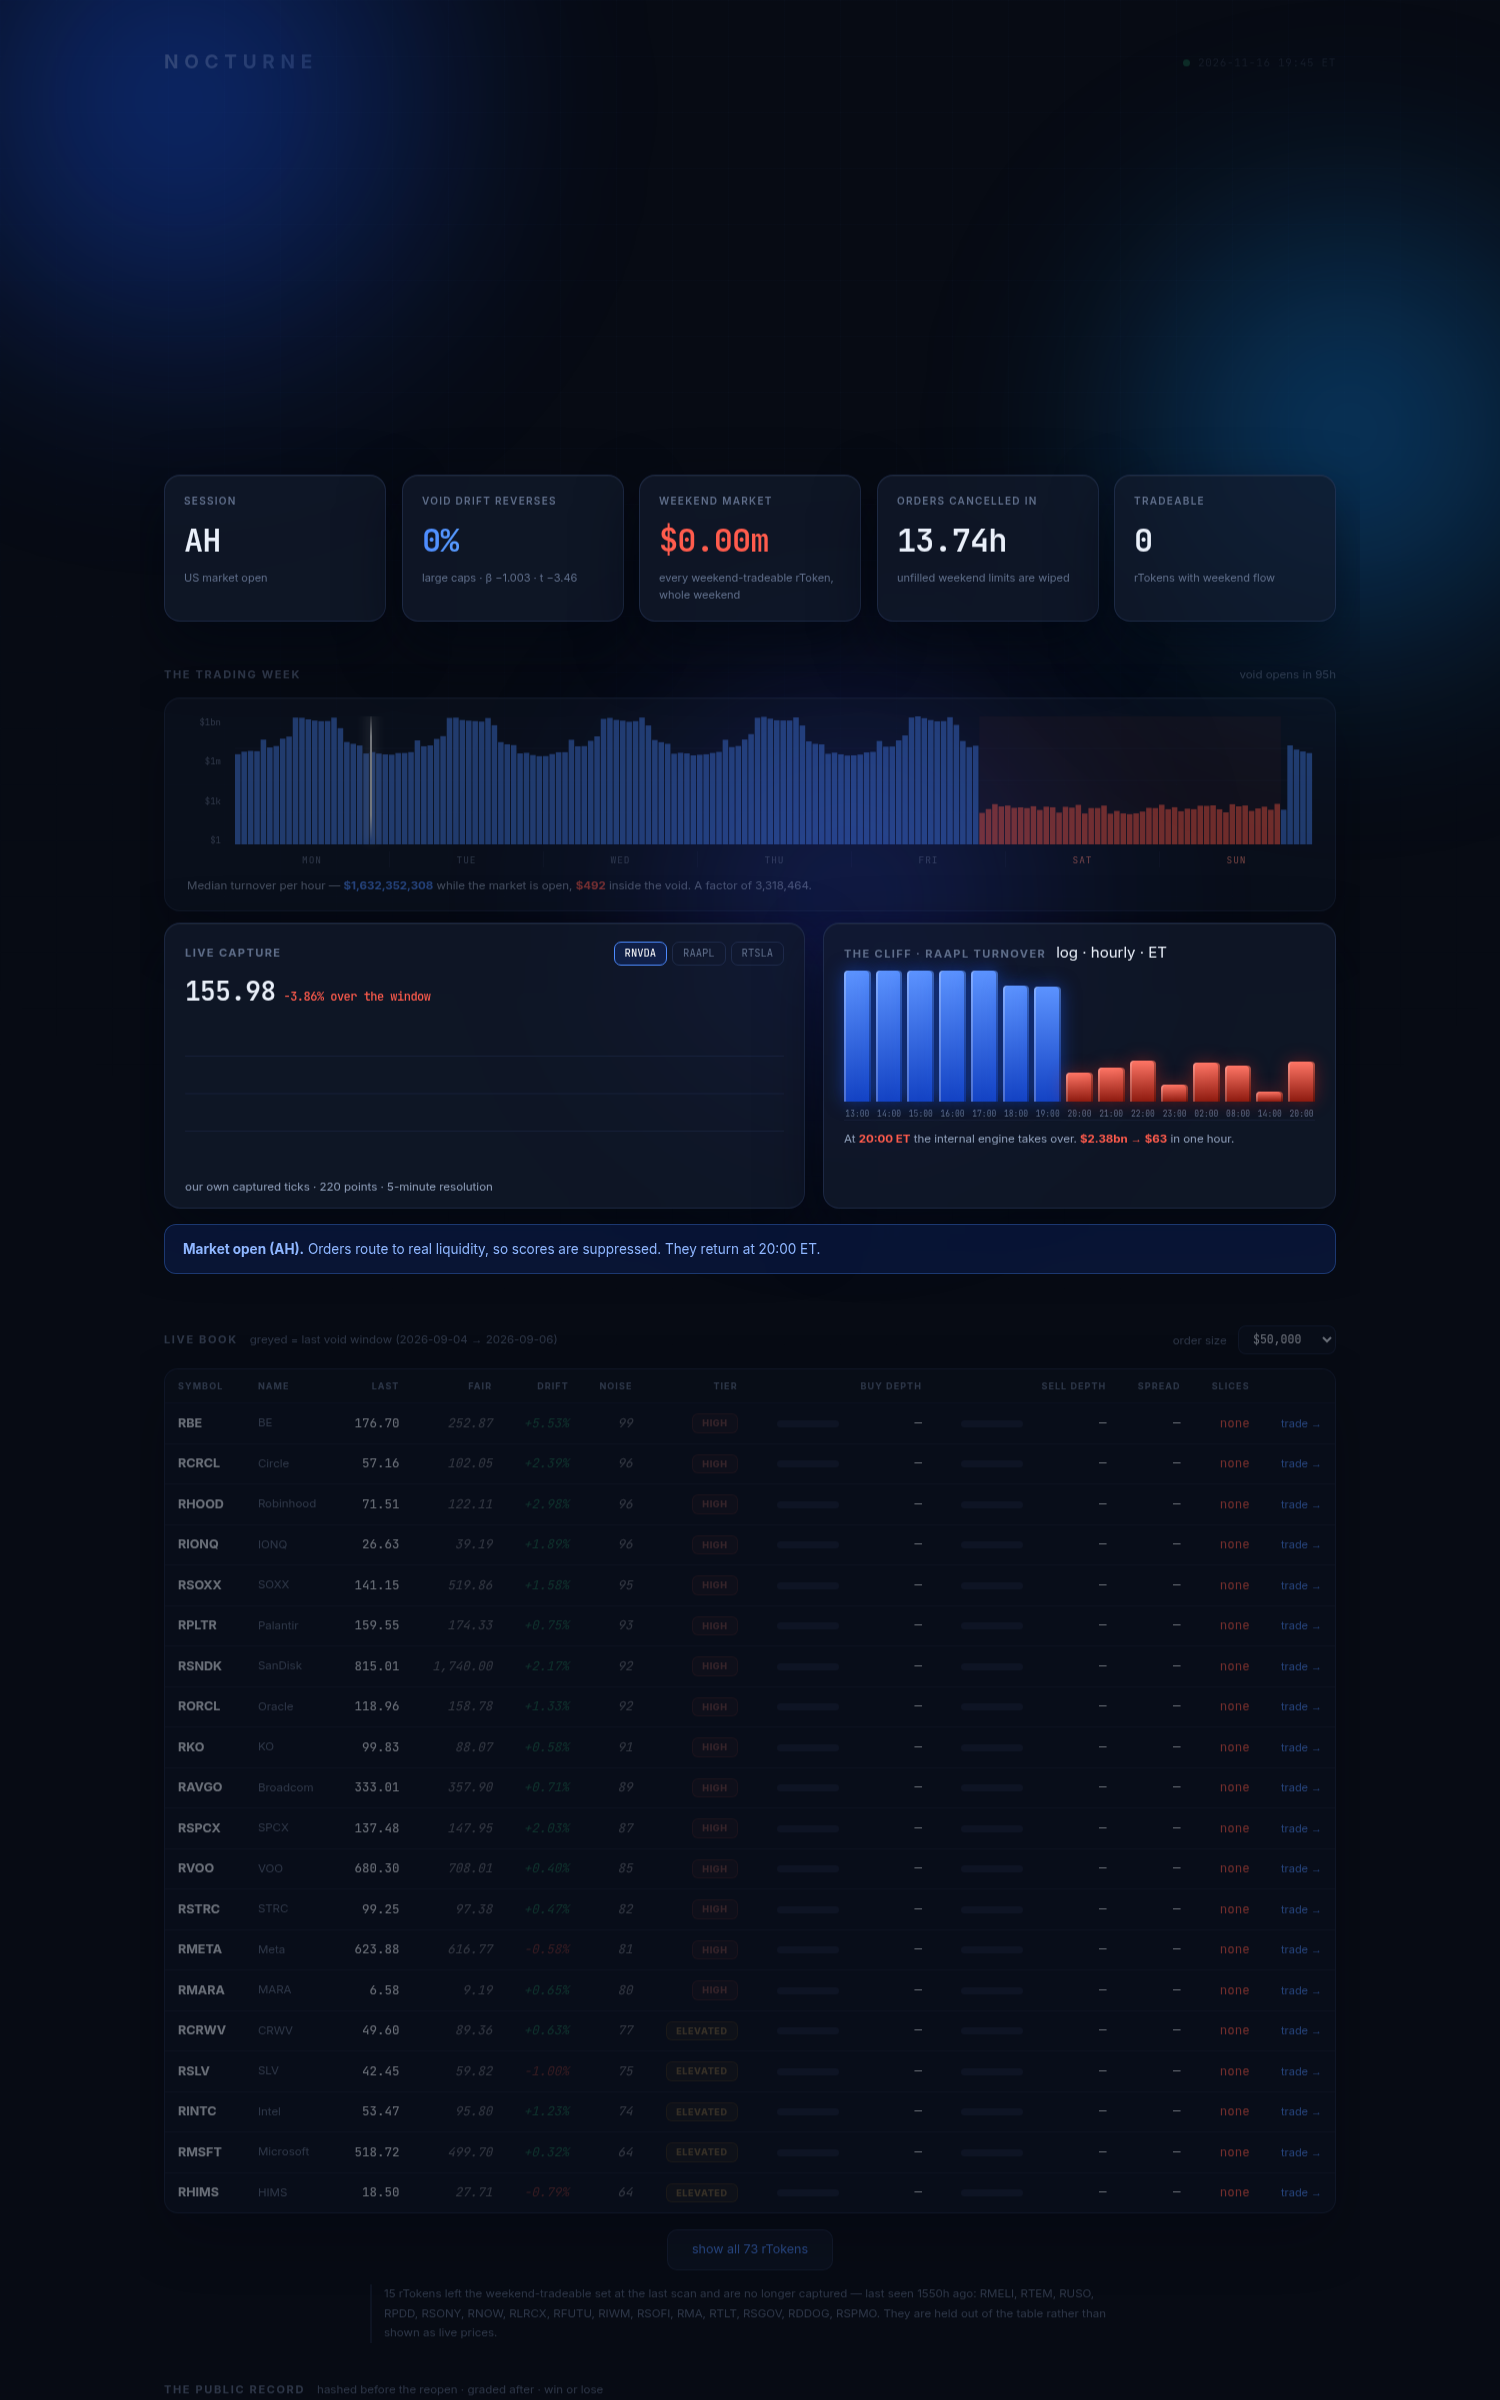 NOCTURNE
2026-11-16 19:45 ET
SESSION
AH
US market open
VOID DRIFT REVERSES
0%
large caps · β −1.003 · t −3.46
WEEKEND MARKET
$0.00m
every weekend-tradeable rToken,
whole weekend
ORDERS CANCELLED IN
13.74h
unfilled weekend limits are wiped
TRADEABLE
0
rTokens with weekend flow
THE TRADING WEEK
void opens in 95h
$1bn
$1m
$1k
$1
MON TUE WED THU FRI SAT SUN
Median turnover per hour — $1,632,352,308 while the market is open, $492 inside the void. A factor of 3,318,464.
LIVE CAPTURE
RNVDA RAAPL RTSLA
155.98 -3.86% over the window
our own captured ticks · 220 points · 5-minute resolution
THE CLIFF · RAAPL TURNOVER log · hourly · ET
13:00 14:00 15:00 16:00 17:00 18:00 19:00 20:00 21:00 22:00 23:00 02:00 08:00 14:00 20:00
At 20:00 ET the internal engine takes over. $2.38bn → $63 in one hour.
Market open (AH). Orders route to real liquidity, so scores are suppressed. They return at 20:00 ET.
LIVE BOOK greyed = last void window (2026-09-04 → 2026-09-06)
order size $50,000
SYMBOL NAME LAST FAIR DRIFT NOISE TIER BUY DEPTH SELL DEPTH SPREAD SLICES
RBE BE 176.70 252.87 +5.53% 99 HIGH — — — none trade →
RCRCL Circle 57.16 102.05 +2.39% 96 HIGH — — — none trade →
RHOOD Robinhood 71.51 122.11 +2.98% 96 HIGH — — — none trade →
RIONQ IONQ 26.63 39.19 +1.89% 96 HIGH — — — none trade →
RSOXX SOXX 141.15 519.86 +1.58% 95 HIGH — — — none trade →
RPLTR Palantir 159.55 174.33 +0.75% 93 HIGH — — — none trade →
RSNDK SanDisk 815.01 1,740.00 +2.17% 92 HIGH — — — none trade →
RORCL Oracle 118.96 158.78 +1.33% 92 HIGH — — — none trade →
RKO KO 99.83 88.07 +0.58% 91 HIGH — — — none trade →
RAVGO Broadcom 333.01 357.90 +0.71% 89 HIGH — — — none trade →
RSPCX SPCX 137.48 147.95 +2.03% 87 HIGH — — — none trade →
RVOO VOO 680.30 708.01 +0.40% 85 HIGH — — — none trade →
RSTRC STRC 99.25 97.38 +0.47% 82 HIGH — — — none trade →
RMETA Meta 623.88 616.77 -0.58% 81 HIGH — — — none trade →
RMARA MARA 6.58 9.19 +0.65% 80 HIGH — — — none trade →
RCRWV CRWV 49.60 89.36 +0.63% 77 ELEVATED — — — none trade →
RSLV SLV 42.45 59.82 -1.00% 75 ELEVATED — — — none trade →
RINTC Intel 53.47 95.80 +1.23% 74 ELEVATED — — — none trade →
RMSFT Microsoft 518.72 499.70 +0.32% 64 ELEVATED — — — none trade →
RHIMS HIMS 18.50 27.71 -0.79% 64 ELEVATED — — — none trade →
show all 73 rTokens
15 rTokens left the weekend-tradeable set at the last scan and are no longer captured — last seen 1550h ago: RMELI, RTEM, RUSO,
RPDD, RSONY, RNOW, RLRCX, RFUTU, RIWM, RSOFI, RMA, RTLT, RSGOV, RDDOG, RSPMO. They are held out of the table rather than
shown as live prices.
THE PUBLIC RECORD hashed before the reopen · graded after · win or lose